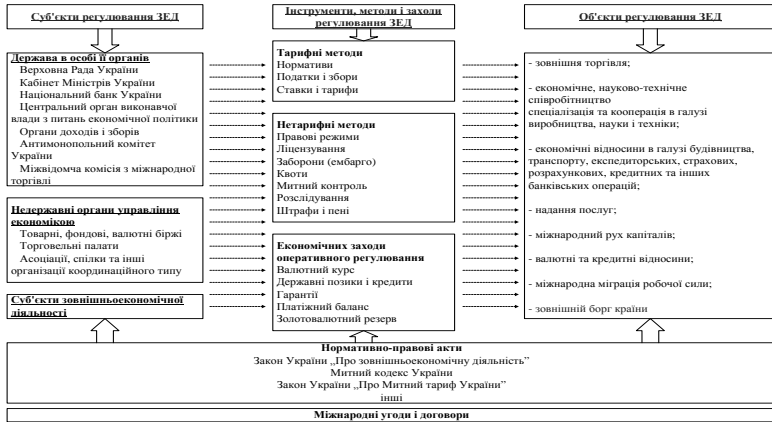 Суб'єкти регулювання ЗЕД
Держава в особі її органів
Верховна Рада України
Кабінет Міністрів України
Національний банк України
Центральний орган виконавчої
влади з питань економічної політики
Органи доходів і зборів
Антимонопольний комітет
України
Міжвідомча комісія з міжнародної
торгівлі
Недержавні органи управління
економікою
Товарні, фондові, валютні біржі
Торговельні палати
Асоціації, спілки та інші
організації координаційного типу
Суб'єкти зовнішньоекономічної
діяльності
Інструменти, методи і заходи
регулювання ЗЕД
Тарифні методи
Нормативи
Податки і збори
Ставки і тарифи
Нетарифні методи
Правові режими
Ліцензування
Заборони (ембарго)
Квоти
Митний контроль
Розслідування
Штрафи і пені
Економічних заходи
оперативного регулювання
Валютний курс
Державні позики і кредити
Гарантії
Платіжний баланс
Золотовалютний резерв
Об'єкти регулювання ЗЕД
- зовнішня торгівля;
- економічне, науково-технічне
співробітництво
спеціалізація та кооперація в галузі
виробництва, науки і техніки;
- економічні відносини в галузі будівництва,
транспорту, експедиторських, страхових,
розрахункових, кредитних та інших
банківських операцій;
- надання послуг;
- міжнародний рух капіталів;
- валютні та кредитні відносини;
- міжнародна міграція робочої сили;
- зовнішній борг країни
Нормативно-правові акти
Закон України „Про зовнішньоекономічну діяльність”
Митний кодекс України
Закон України „Про Митний тариф України”
інші
Міжнародні угоди і договори